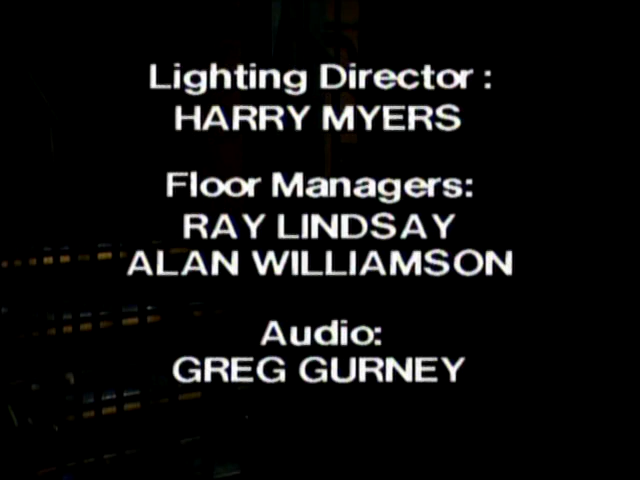 Lighting Director :
HARRY MYERS
Floor Managers:
RAY LINDSAY
ALAN WILLIAMSON
Audio:
GREG GURNEY